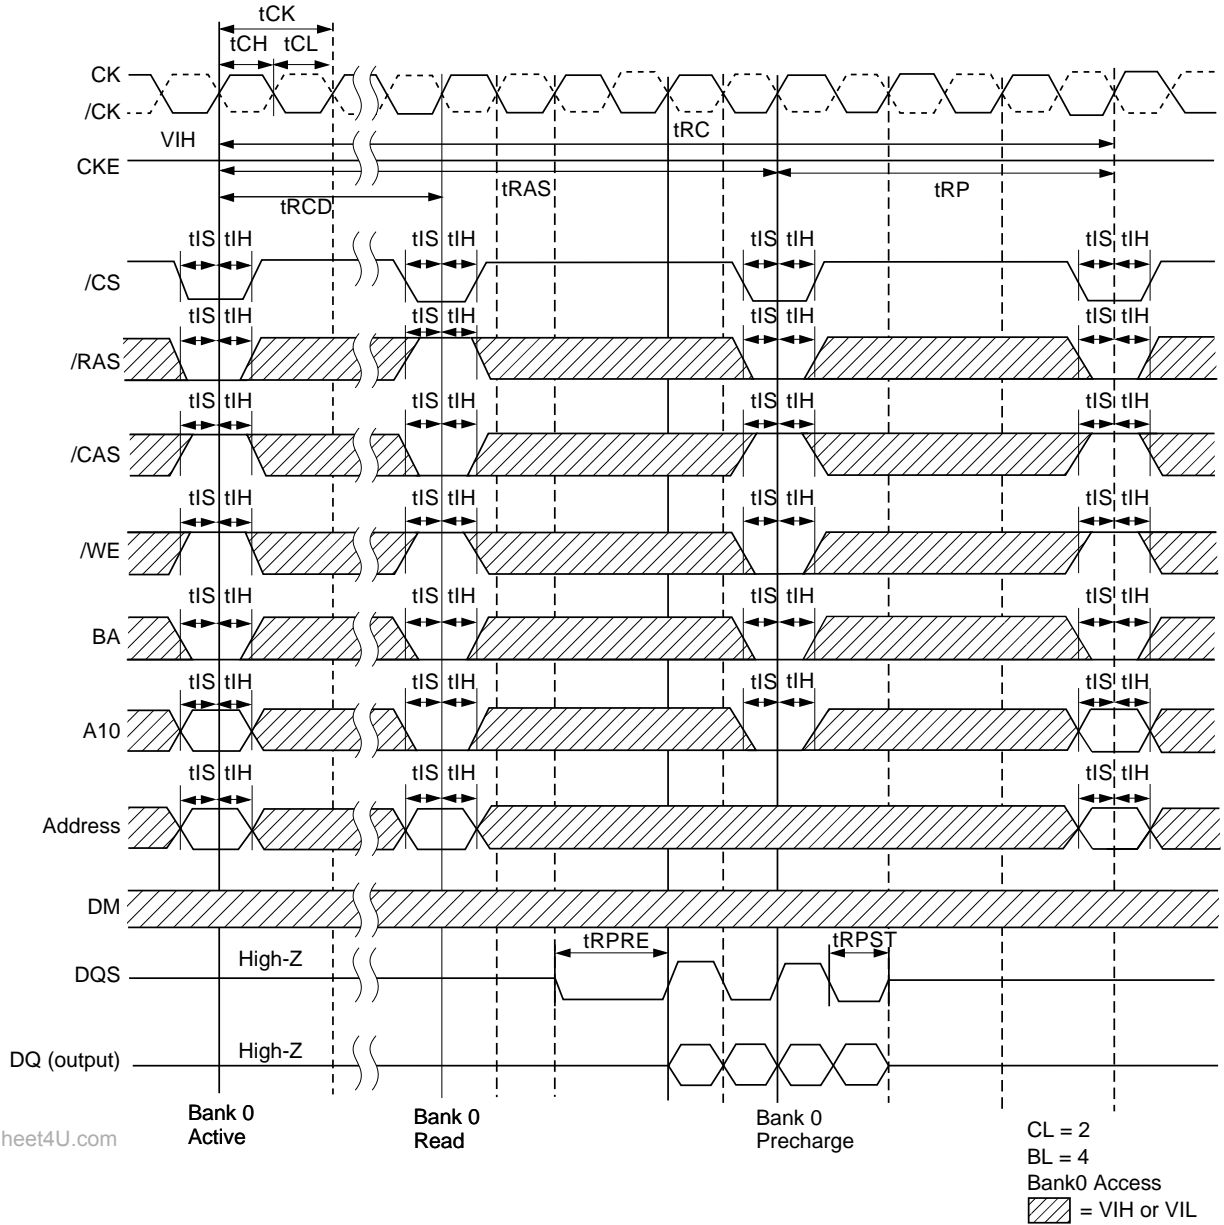 tCK
tCH tCL
CK
/CK
VIH tRC
CKE
tRAS tRP
tRCD
tIS tIH tIS tIH tIS tIH tIS tIH
/CS
tIS tIH tIS tIH tIS tIH tIS tIH
/RAS
tIS tIH tIS tIH tIS tIH tIS tIH
/CAS
tIS tIH tIS tIH tIS tIH tIS tIH
/WE
tIS tIH tIS tIH tIS tIH tIS tIH
BA
tIS tIH tIS tIH tIS tIH tIS tIH
A10
tIS tIH tIS tIH tIS tIH
Address
DM
tRPRE tRPST
High-Z
DQS
High-Z
DQ (output)
Bank 0 Active
Bank 0 Read
Bank 0 Precharge
heet4U.com
CL = 2
BL = 4
Bank0 Access
= VIH or VIL